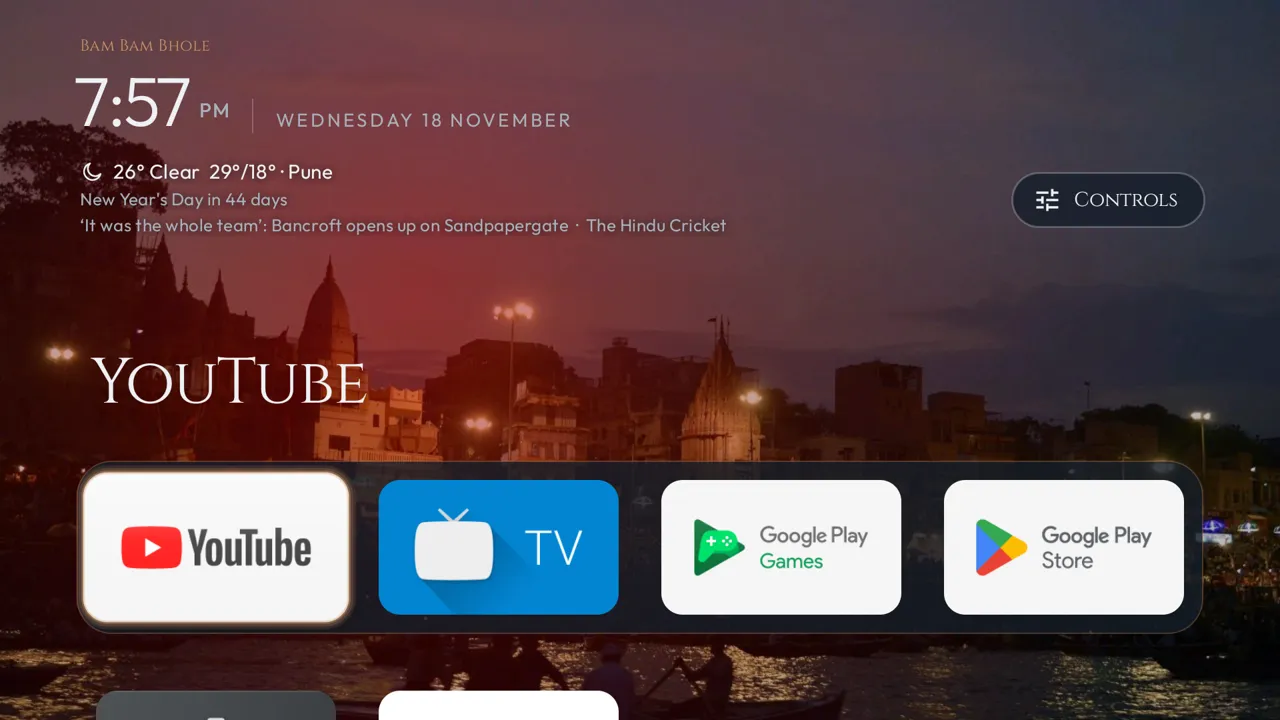 Bam Bam Bhole
7:57 PM
WEDNESDAY 18 NOVEMBER
26° Clear 29°/18° · Pune
New Year's Day in 44 days
‘It was the whole team’: Bancroft opens up on Sandpapergate · The Hindu Cricket
Controls
YouTube
YouTube
TV
Google Play
Games
Google Play
Store